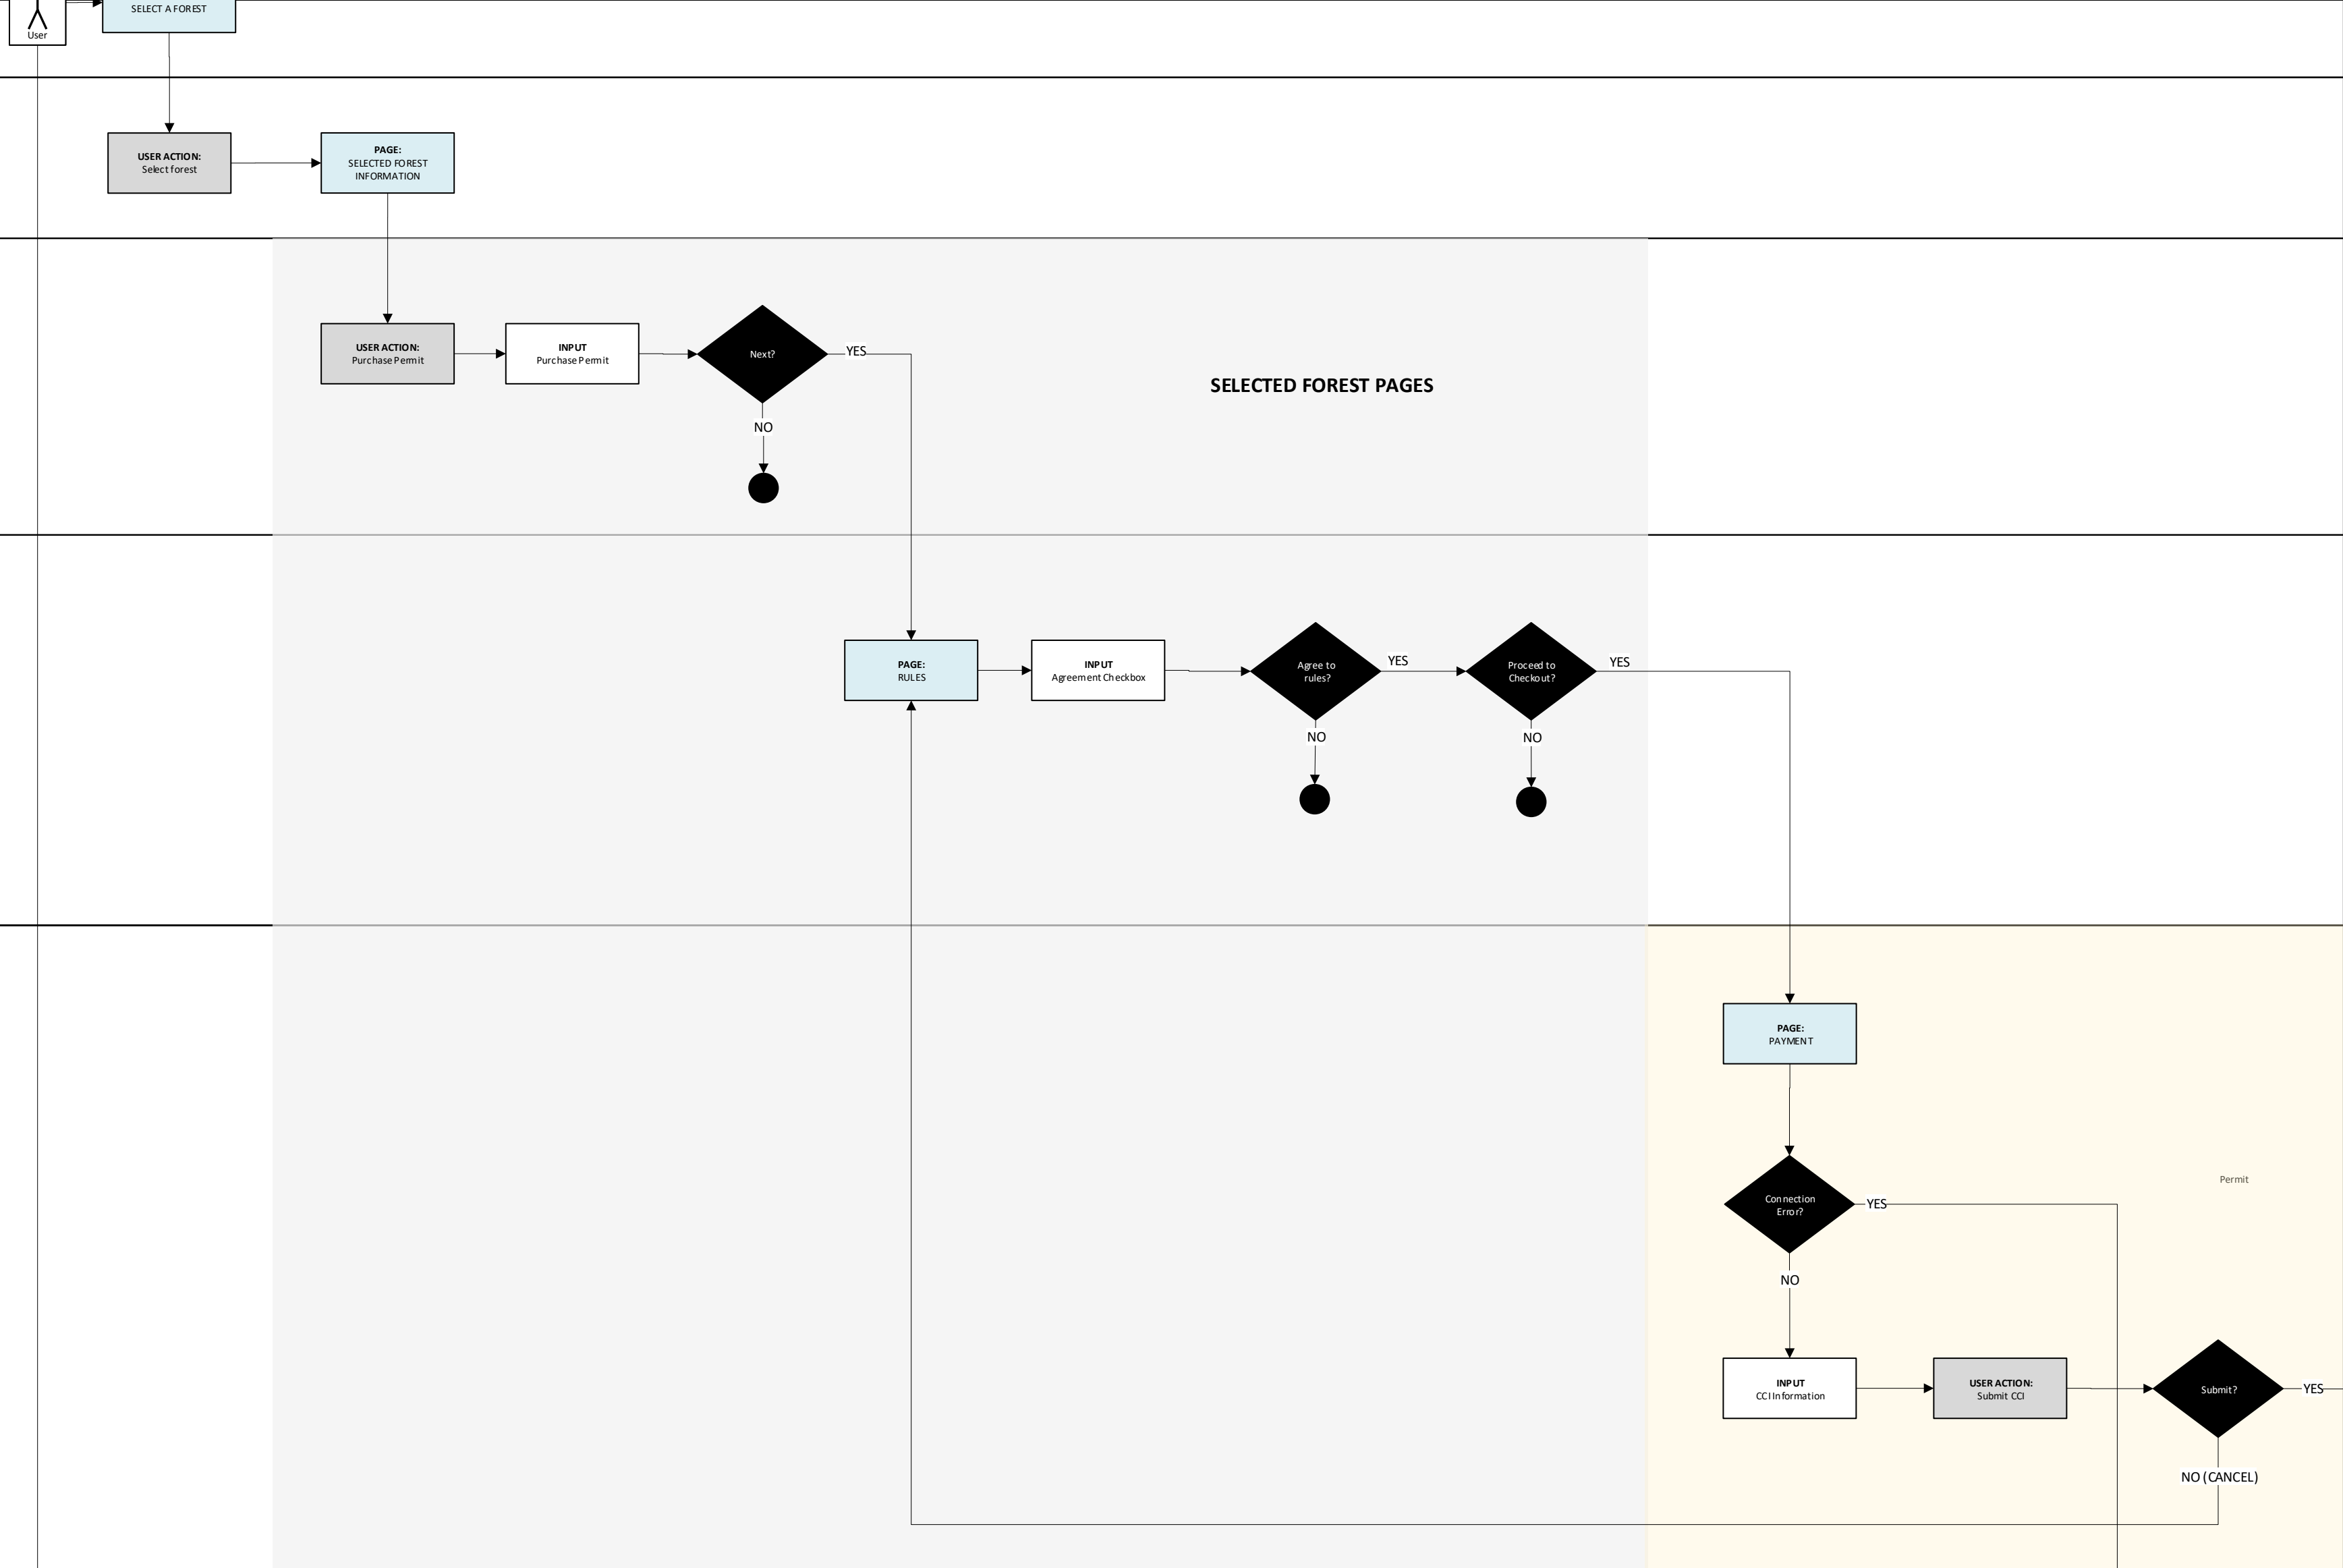 SELECT A FOREST
User
USER ACTION:
Select forest
PAGE:
SELECTED FOREST
INFORMATION
USER ACTION:
Purchase Permit
INPUT
Purchase Permit
Next?
YES
NO
SELECTED FOREST PAGES
PAGE:
RULES
INPUT
Agreement Checkbox
Agree to
rules?
YES
NO
Proceed to
Checkout?
YES
NO
PAGE:
PAYMENT
Connection
Error?
YES
NO
Permit
INPUT
CCI Information
USER ACTION:
Submit CCI
Submit?
YES
NO (CANCEL)